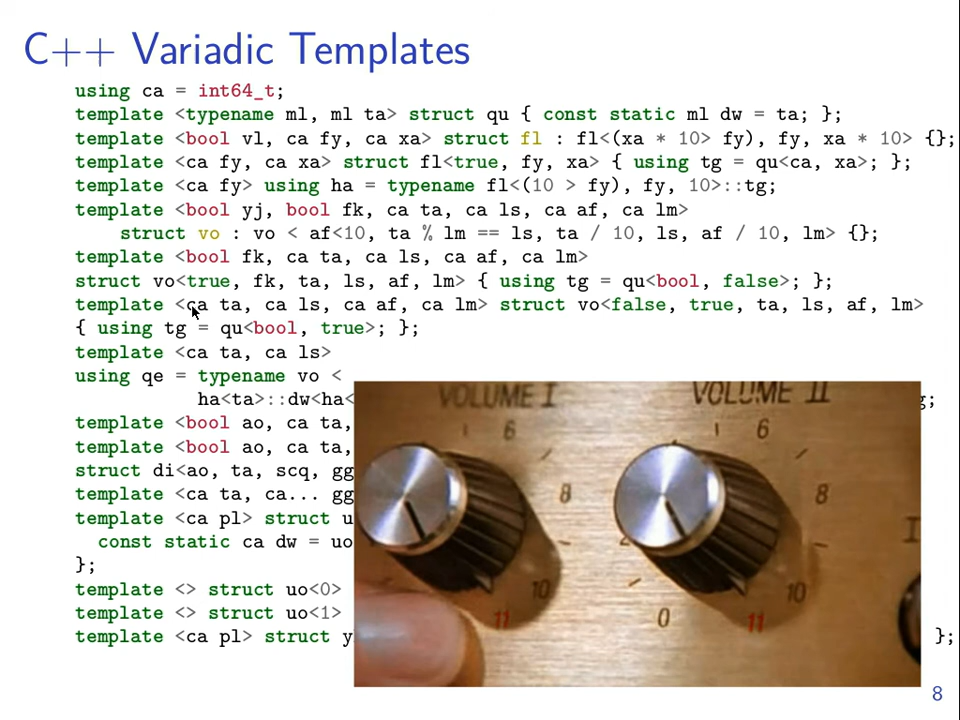 C++ Variadic Templates
using ca = int64_t;
template <typename ml, ml ta> struct qu { const static ml dw = ta; };
template <bool vl, ca fy, ca xa> struct fl : fl<(xa * 10> fy), fy, xa * 10> {};
template <ca fy, ca xa> struct fl<true, fy, xa> { using tg = qu<ca, xa>; };
template <ca fy> using ha = typename fl<(10 > fy), fy, 10>::tg;
template <bool yj, bool fk, ca ta, ca ls, ca af, ca lm>
struct vo : vo < af<10, ta % lm == ls, ta / 10, ls, af / 10, lm> {};
template <bool fk, ca ta, ca ls, ca af, ca lm>
struct vo<true, fk, ta, ls, af, lm> { using tg = qu<bool, false>; };
template <ca ta, ca ls, ca af, ca lm> struct vo<false, true, ta, ls, af, lm>
{ using tg = qu<bool, true>; };
template <ca ta, ca ls>
using qe = typename vo <
ha<ta>::dw<ha< g;
template <bool ao, ca ta,
template <bool ao, ca ta,
struct di<ao, ta, scq, gg
template <ca ta, ca... gg
template <ca pl> struct u
const static ca dw = uo
};
template <> struct uo<0>
template <> struct uo<1>
template <ca pl> struct y };
VOLUME I VOLUME II
6 6
8 8
10 10
11 0 11
8